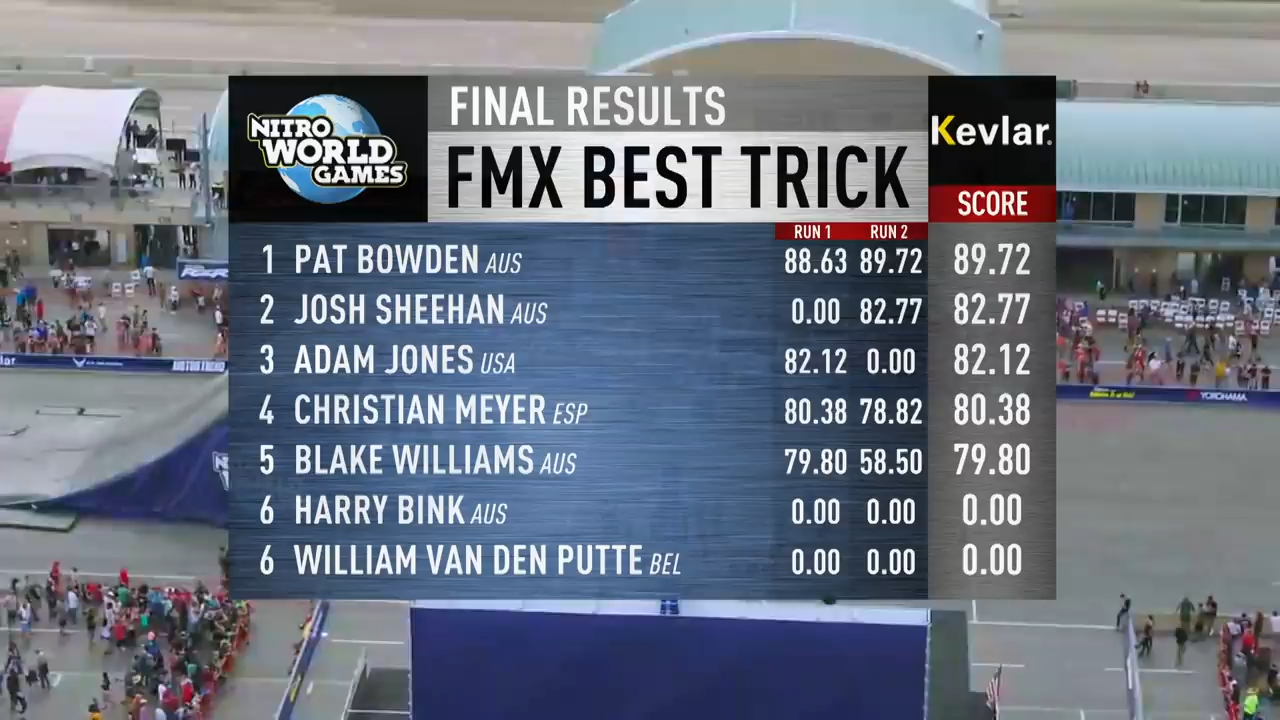 NITRO
WORLD
GAMES
FINAL RESULTS
FMX BEST TRICK
Kevlar.
SCORE
RUN 1 RUN 2
1 PAT BOWDEN AUS 88.63 89.72 89.72
2 JOSH SHEEHAN AUS 0.00 82.77 82.77
3 ADAM JONES USA 82.12 0.00 82.12
4 CHRISTIAN MEYER ESP 80.38 78.82 80.38
5 BLAKE WILLIAMS AUS 79.80 58.50 79.80
6 HARRY BINK AUS 0.00 0.00 0.00
6 WILLIAM VAN DEN PUTTE BEL 0.00 0.00 0.00
YOKOHAMA